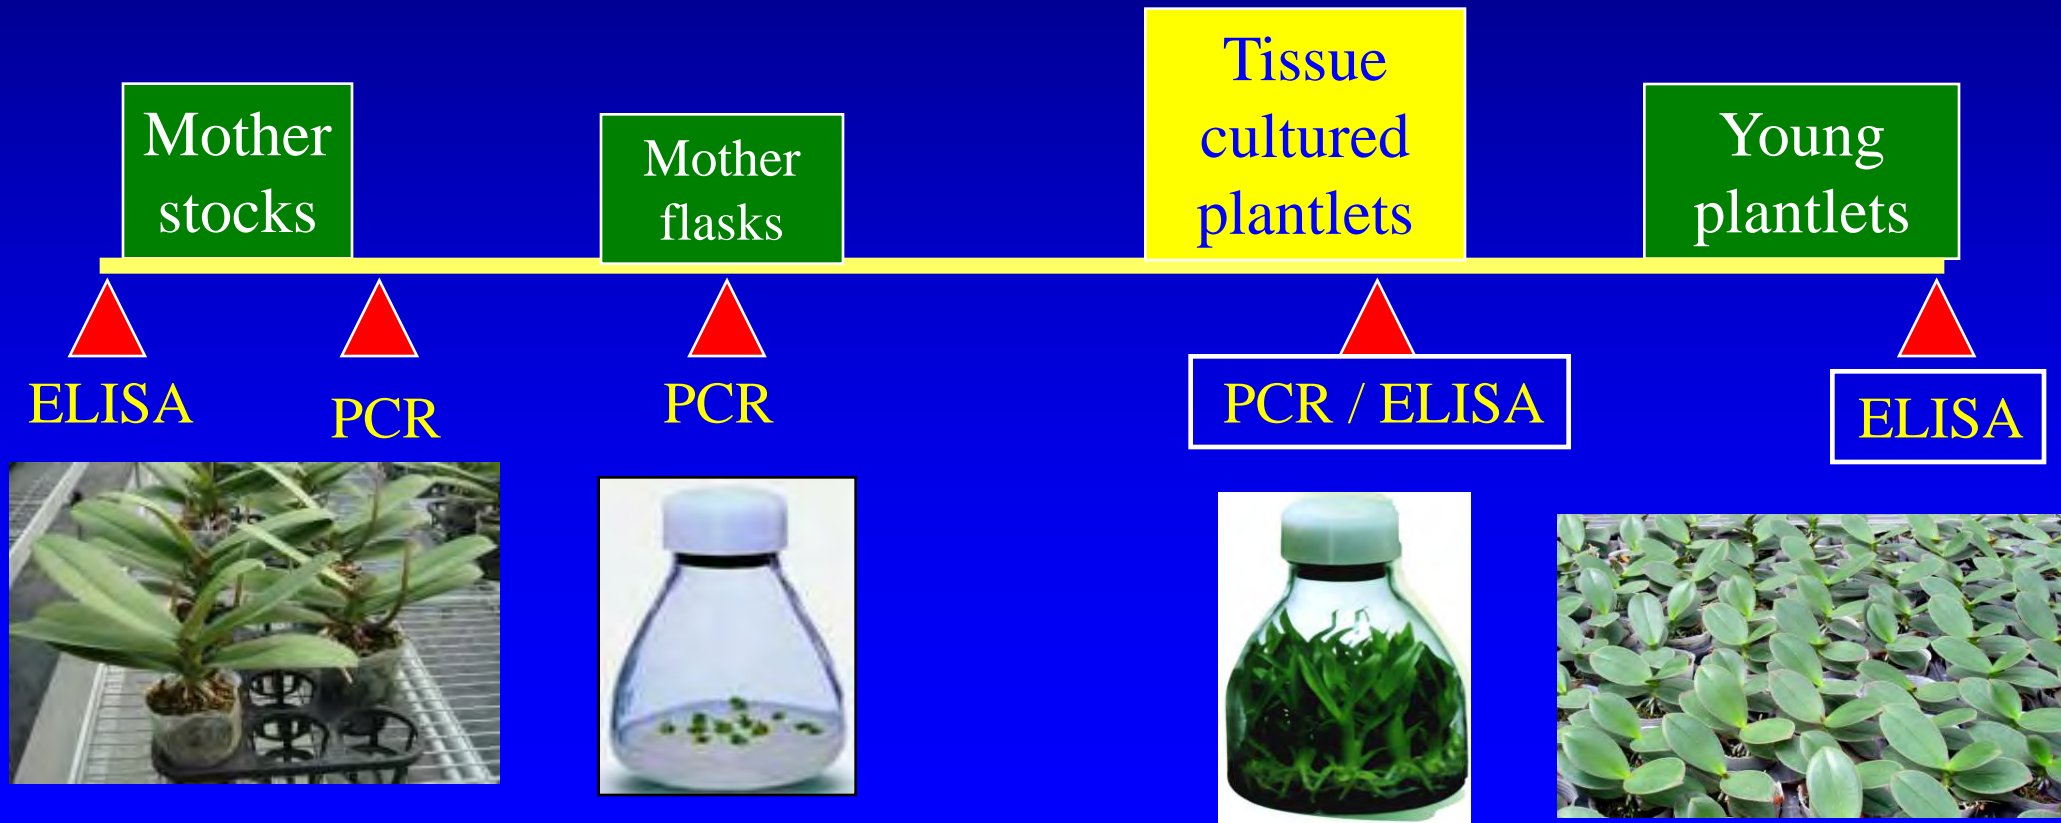 Mother
stocks
Mother
flasks
Tissue
cultured
plantlets
Young
plantlets
ELISA
PCR
PCR
PCR / ELISA
ELISA